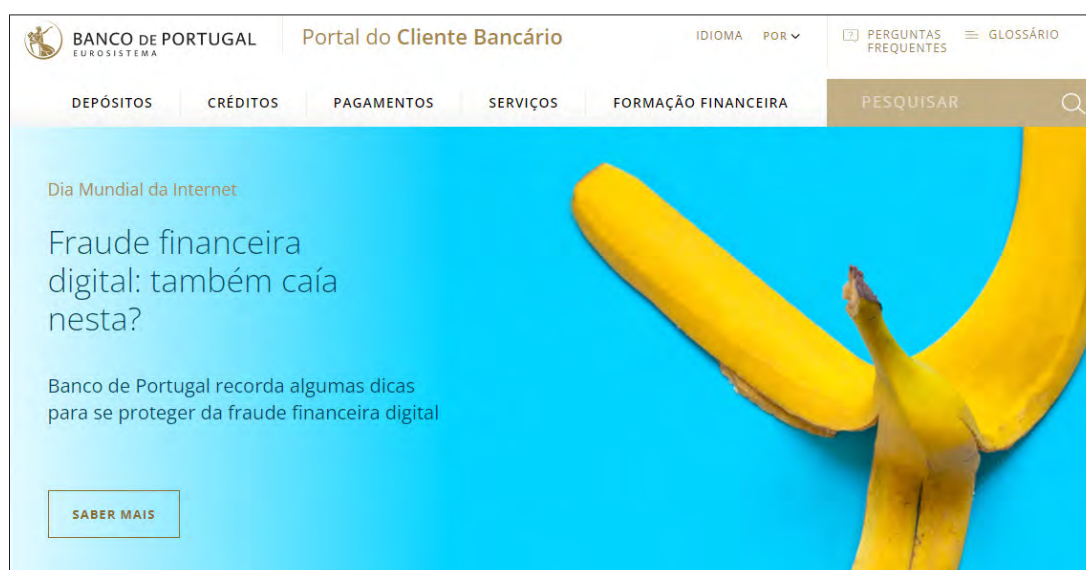 BANCO DE PORTUGAL
EUROSISTEMA
Portal do Cliente Bancário
IDIOMA POR
? PERGUNTAS FREQUENTES
GLOSSÁRIO
DEPÓSITOS CRÉDITOS PAGAMENTOS SERVIÇOS FORMAÇÃO FINANCEIRA PESQUISAR
Dia Mundial da Internet
Fraude financeira
digital: também caía
nesta?
Banco de Portugal recorda algumas dicas
para se proteger da fraude financeira digital
SABER MAIS